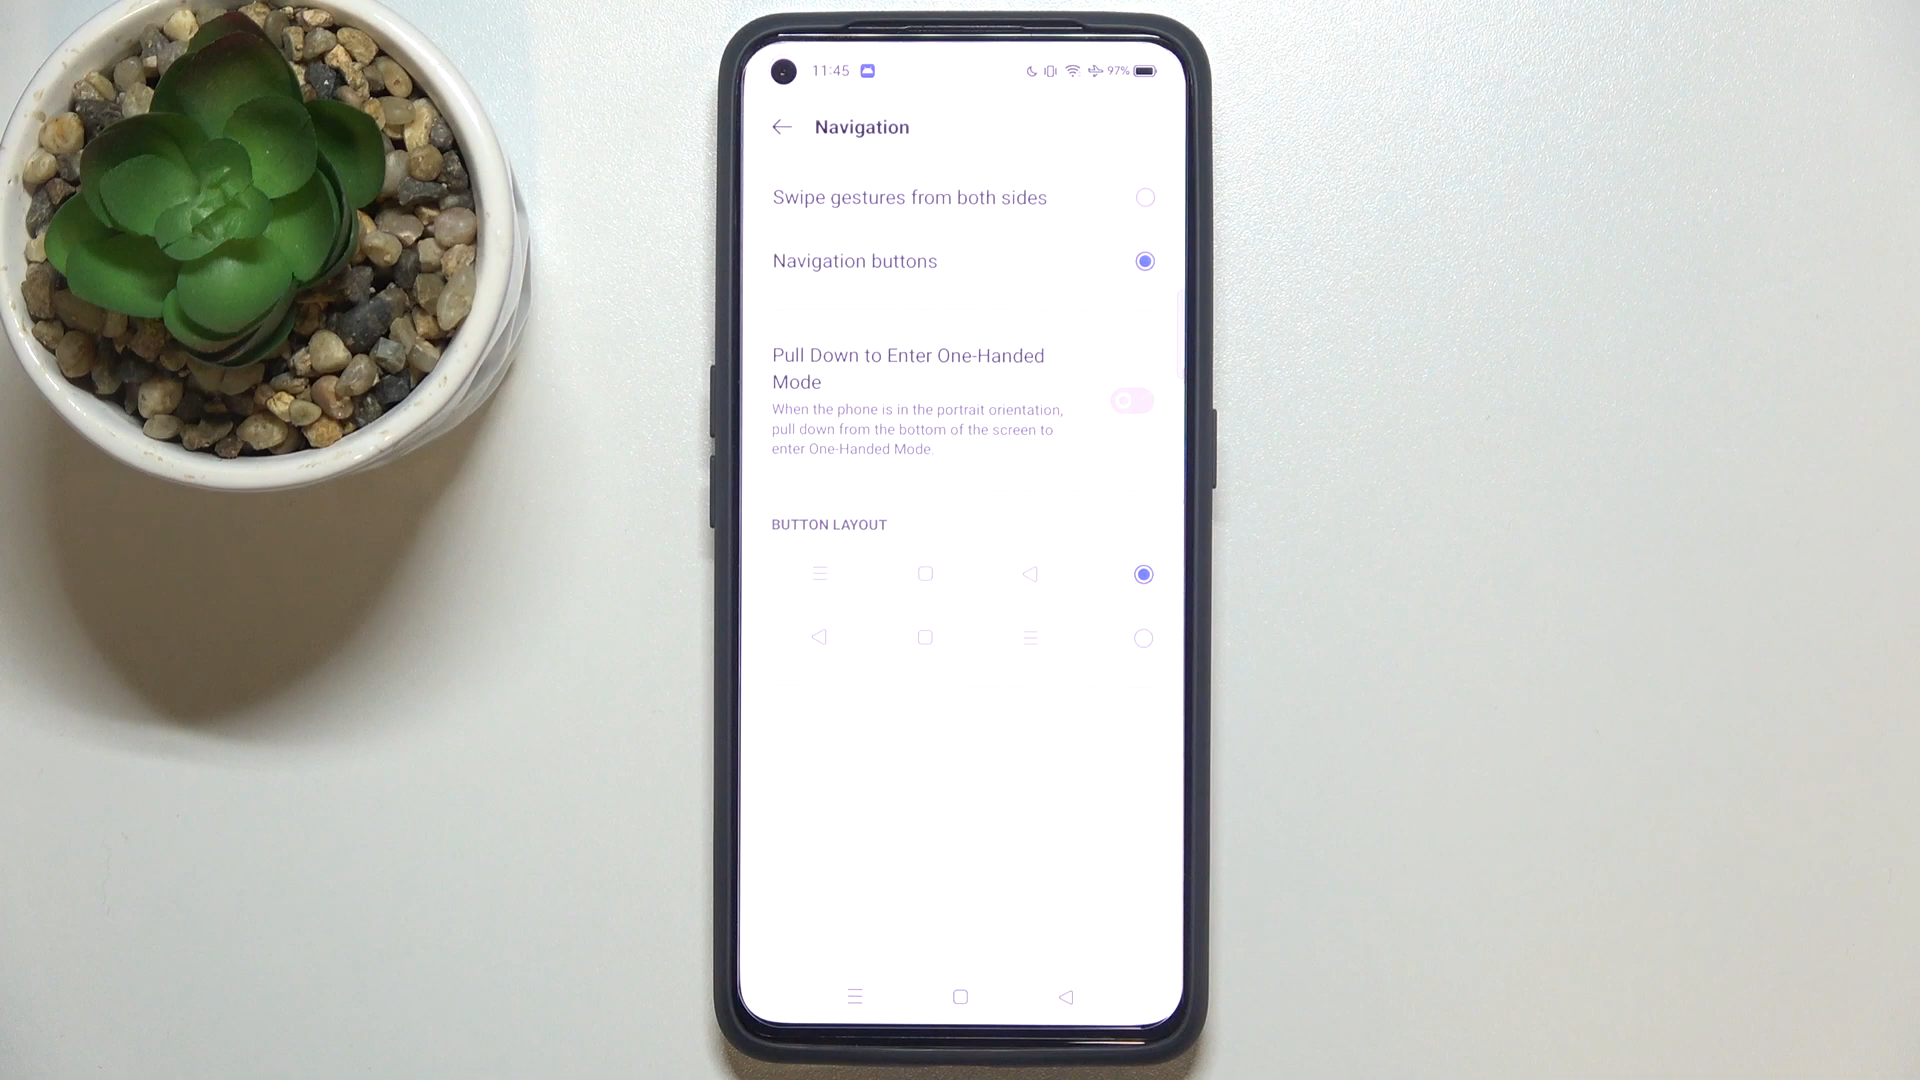 11:45 97%
Navigation
Swipe gestures from both sides
Navigation buttons
Pull Down to Enter One-Handed
Mode
When the phone is in the portrait orientation,
pull down from the bottom of the screen to
enter One-Handed Mode.
BUTTON LAYOUT